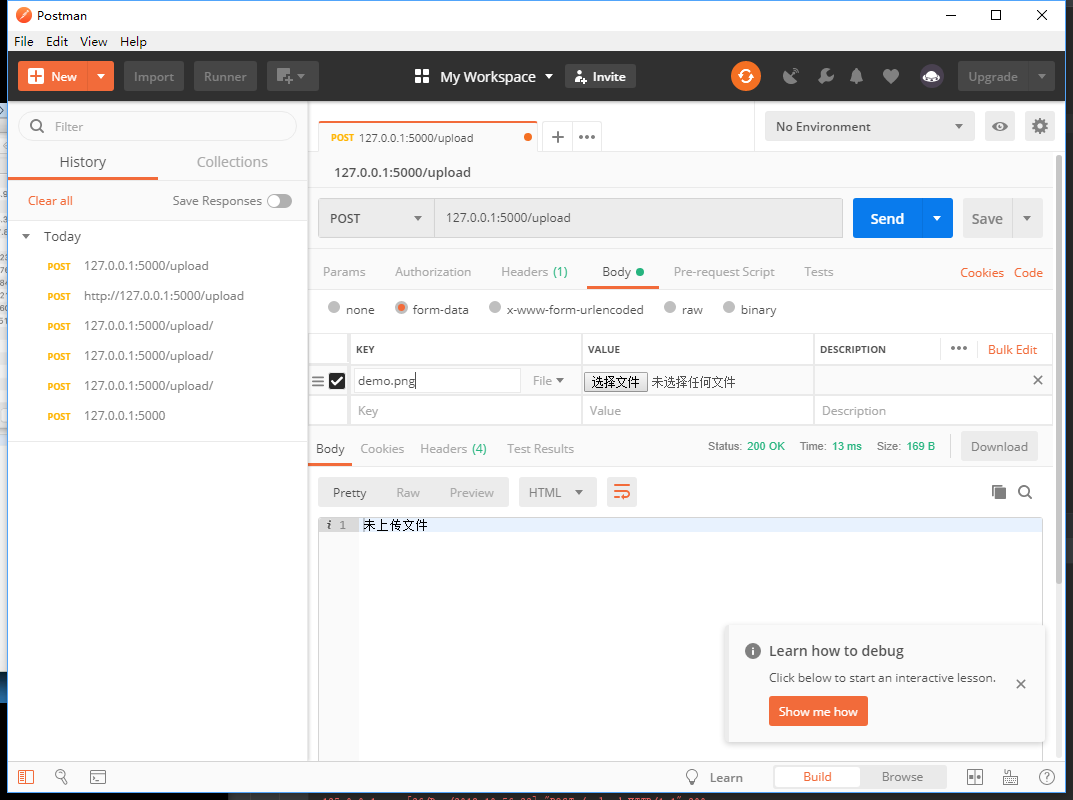 Postman
File Edit View Help
New Import Runner My Workspace Invite Upgrade
Filter
History Collections
Clear all Save Responses
Today
POST 127.0.0.1:5000/upload
POST http://127.0.0.1:5000/upload
POST 127.0.0.1:5000/upload/
POST 127.0.0.1:5000/upload/
POST 127.0.0.1:5000/upload/
POST 127.0.0.1:5000
POST 127.0.0.1:5000/upload
No Environment
127.0.0.1:5000/upload
POST 127.0.0.1:5000/upload Send Save
Params Authorization Headers (1) Body Pre-request Script Tests Cookies Code
none form-data x-www-form-urlencoded raw binary
KEY VALUE DESCRIPTION Bulk Edit
demo.png File 选择文件 未选择任何文件
Key Value Description
Body Cookies Headers (4) Test Results Status: 200 OK Time: 13 ms Size: 169 B Download
Pretty Raw Preview HTML
i 1 未上传文件
Learn how to debug
Click below to start an interactive lesson.
Show me how
Learn Build Browse